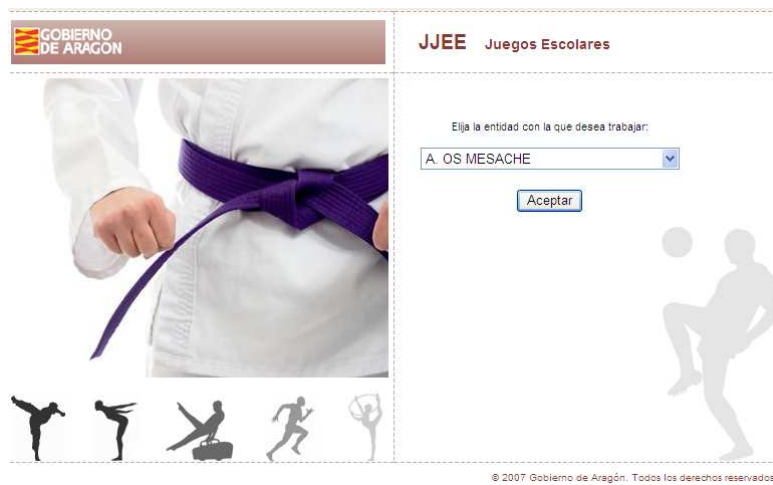 GOBIERNO
DE ARAGON
JJEE Juegos Escolares
Elija la entidad con la que desea trabajar:
A. OS MESACHE
Aceptar
© 2007 Gobierno de Aragón. Todos los derechos reservados